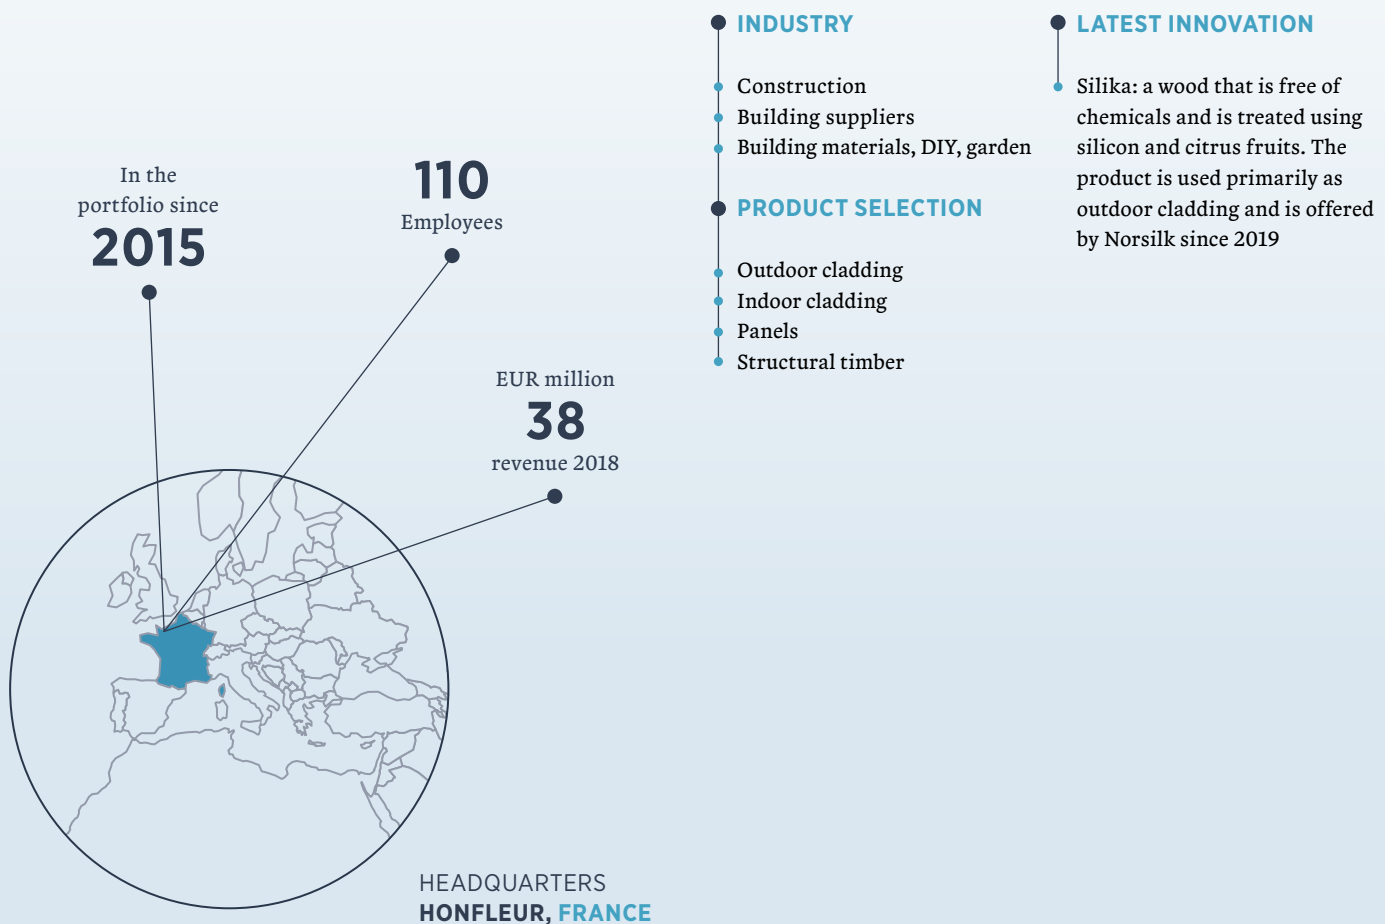 In the
portfolio since
2015
110
Employees
EUR million
38
revenue 2018
HEADQUARTERS
HONFLEUR, FRANCE
INDUSTRY
Construction
Building suppliers
Building materials, DIY, garden
PRODUCT SELECTION
Outdoor cladding
Indoor cladding
Panels
Structural timber
LATEST INNOVATION
Silika: a wood that is free of
chemicals and is treated using
silicon and citrus fruits. The
product is used primarily as
outdoor cladding and is offered
by Norsilk since 2019